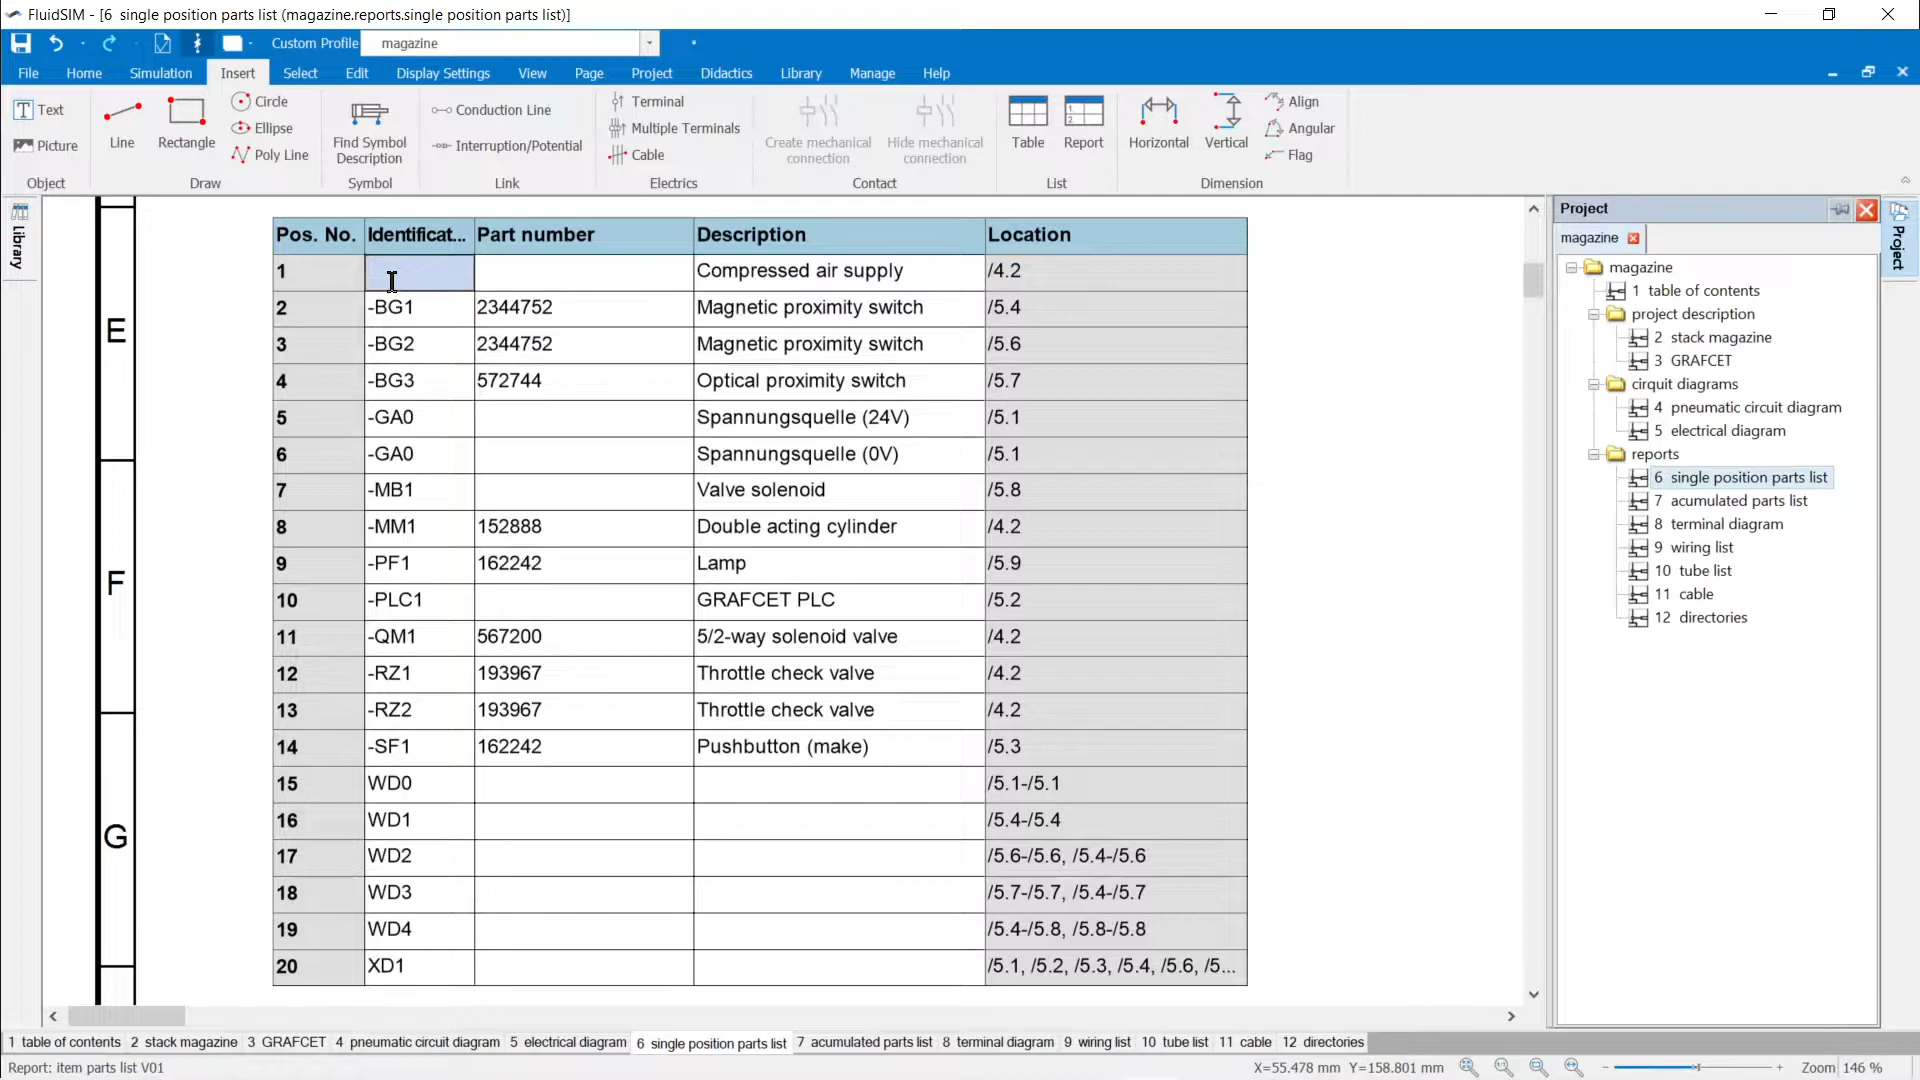 FluidSIM - [6  single position parts list (magazine.reports.single position parts list)]
Custom Profile magazine
File Home Simulation Insert Select Edit Display Settings View Page Project Didactics Library Manage Help
Text
Picture
Object
Line
Rectangle
Circle
Ellipse
Poly Line
Draw
Find Symbol
Description
Symbol
Conduction Line
Interruption/Potential
Link
Terminal
Multiple Terminals
Cable
Electrics
Create mechanical
connection
Hide mechanical
connection
Contact
Table
Report
List
Horizontal
Vertical
Align
Angular
Flag
Dimension
Library
E
F
G
Pos. No. Identificat... Part number Description Location
1 Compressed air supply /4.2
2 -BG1 2344752 Magnetic proximity switch /5.4
3 -BG2 2344752 Magnetic proximity switch /5.6
4 -BG3 572744 Optical proximity switch /5.7
5 -GA0 Spannungsquelle (24V) /5.1
6 -GA0 Spannungsquelle (0V) /5.1
7 -MB1 Valve solenoid /5.8
8 -MM1 152888 Double acting cylinder /4.2
9 -PF1 162242 Lamp /5.9
10 -PLC1 GRAFCET PLC /5.2
11 -QM1 567200 5/2-way solenoid valve /4.2
12 -RZ1 193967 Throttle check valve /4.2
13 -RZ2 193967 Throttle check valve /4.2
14 -SF1 162242 Pushbutton (make) /5.3
15 WD0 /5.1-/5.1
16 WD1 /5.4-/5.4
17 WD2 /5.6-/5.6, /5.4-/5.6
18 WD3 /5.7-/5.7, /5.4-/5.7
19 WD4 /5.4-/5.8, /5.8-/5.8
20 XD1 /5.1, /5.2, /5.3, /5.4, /5.6, /5...
Project
magazine
magazine
1 table of contents
project description
2 stack magazine
3 GRAFCET
cirquit diagrams
4 pneumatic circuit diagram
5 electrical diagram
reports
6 single position parts list
7 acumulated parts list
8 terminal diagram
9 wiring list
10 tube list
11 cable
12 directories
Project
1 table of contents 2 stack magazine 3 GRAFCET 4 pneumatic circuit diagram 5 electrical diagram 6 single position parts list 7 acumulated parts list 8 terminal diagram 9 wiring list 10 tube list 11 cable 12 directories
Report: item parts list V01 X=55.478 mm Y=158.801 mm Zoom 146 %